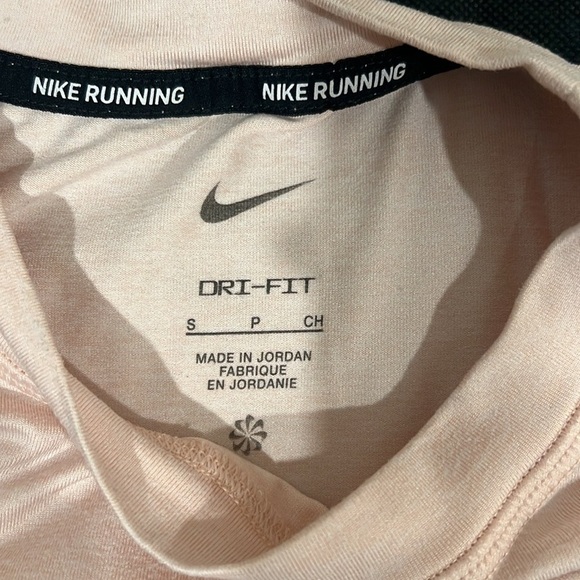 NIKE RUNNING NIKE RUNNING
DRI-FIT
S P CH
MADE IN JORDAN
FABRIQUE
EN JORDANIE